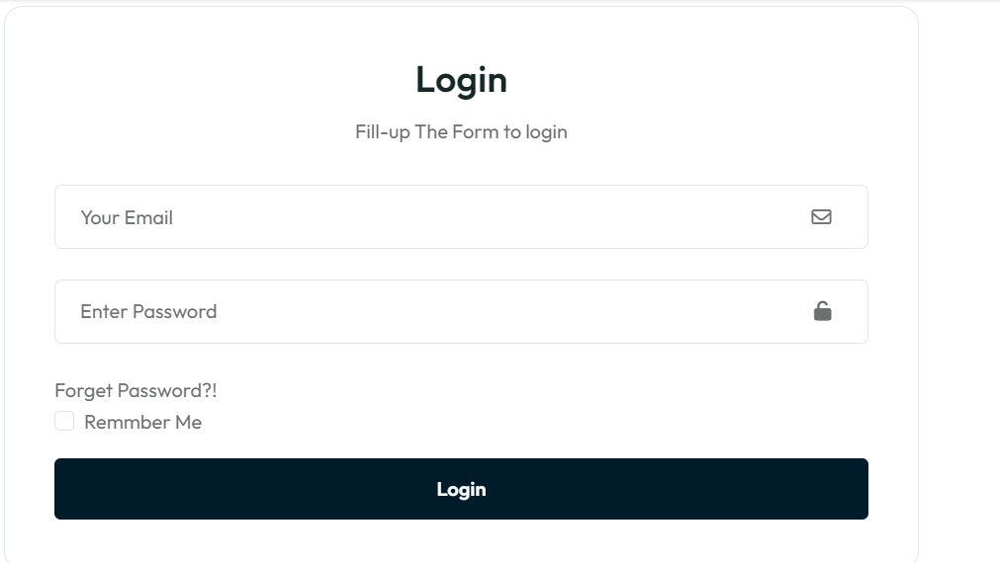 Login
Fill-up The Form to login
Your Email
Enter Password
Forget Password?!
Remmber Me
Login